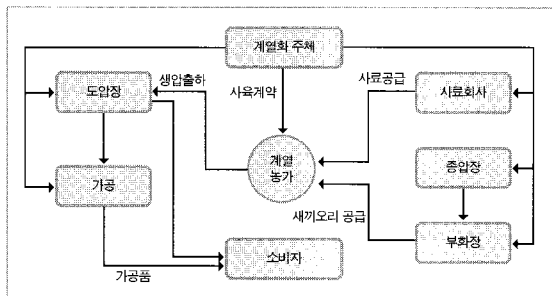 계열화 주체
생압출하
사육계약
사료공급
도압장
사료회사
가공
계열
농가
종압장
새끼오리 공급
부화장
소비자
가공품